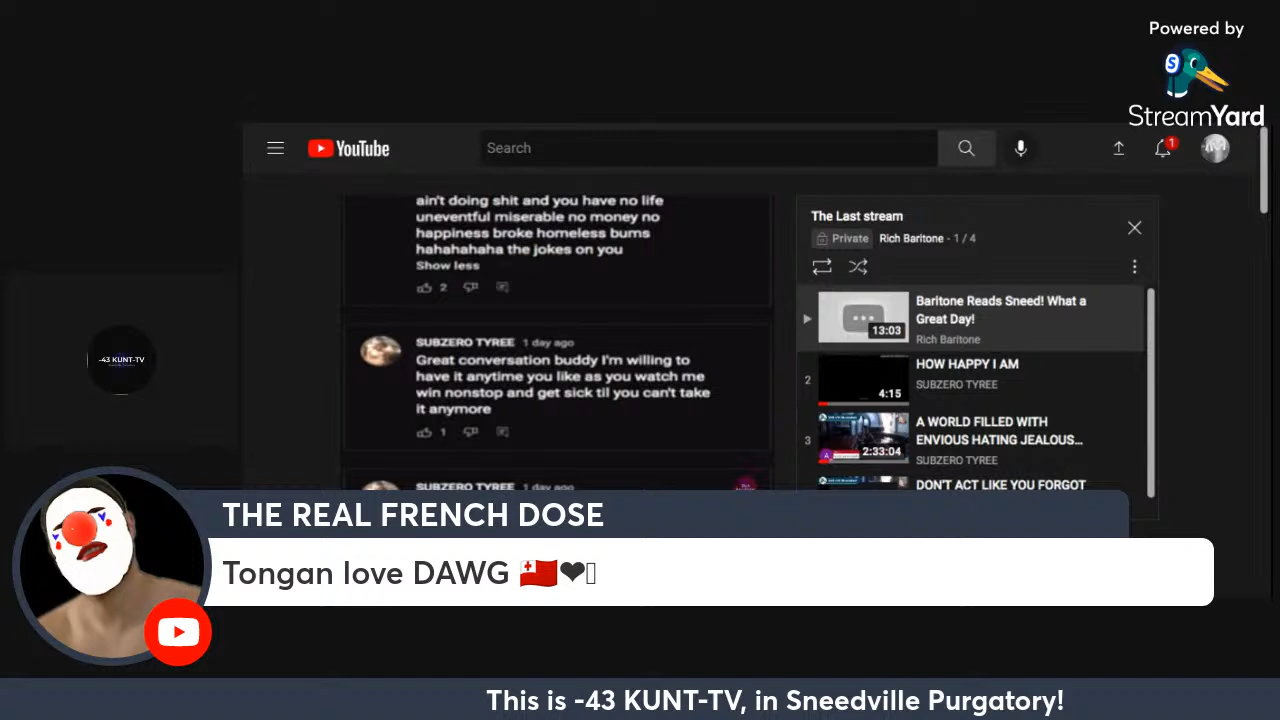 Powered by
StreamYard
YouTube
Search
1
ain't doing shit and you have no life
uneventful miserable no money no
happiness broke homeless bums
hahahahaha the jokes on you
Show less
2
SUBZERO TYREE 1 day ago
Great conversation buddy I'm willing to
have it anytime you like as you watch me
win nonstop and get sick til you can't take
it anymore
1
SUBZERO TYREE 1 day ago
The Last stream
Private Rich Baritone - 1 / 4
13:03
Baritone Reads Sneed! What a
Great Day!
Rich Baritone
2
4:15
HOW HAPPY I AM
SUBZERO TYREE
3
2:33:04
A WORLD FILLED WITH
ENVIOUS HATING JEALOUS...
SUBZERO TYREE
DON'T ACT LIKE YOU FORGOT
-43 KUNT-TV
THE REAL FRENCH DOSE
Tongan love DAWG 🇹🇴❤
This is -43 KUNT-TV, in Sneedville Purgatory!